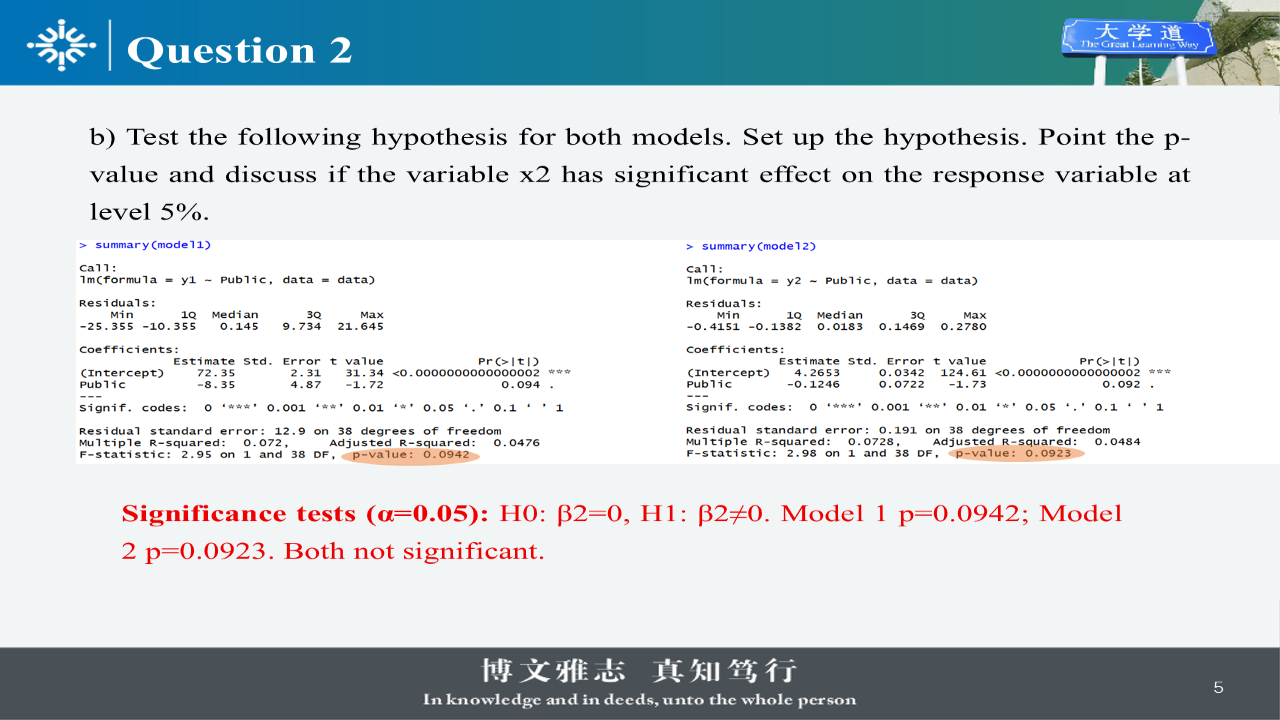 Question 2
大学道
The Great Learning Way
b) Test the following hypothesis for both models. Set up the hypothesis. Point the p-
value and discuss if the variable x2 has significant effect on the response variable at
level 5%.
> summary(model1)
Call:
lm(formula = y1 ~ Public, data = data)
Residuals:
Min 1Q Median 3Q Max
-25.355 -10.355 0.145 9.734 21.645
Coefficients:
Estimate Std. Error t value Pr(>|t|)
(Intercept) 72.35 2.31 31.34 <0.0000000000000002 ***
Public -8.35 4.87 -1.72 0.094 .
---
Signif. codes: 0 ‘***’ 0.001 ‘**’ 0.01 ‘*’ 0.05 ‘.’ 0.1 ‘ ’ 1
Residual standard error: 12.9 on 38 degrees of freedom
Multiple R-squared: 0.072, Adjusted R-squared: 0.0476
F-statistic: 2.95 on 1 and 38 DF, p-value: 0.0942
> summary(model2)
Call:
lm(formula = y2 ~ Public, data = data)
Residuals:
Min 1Q Median 3Q Max
-0.4151 -0.1382 0.0183 0.1469 0.2780
Coefficients:
Estimate Std. Error t value Pr(>|t|)
(Intercept) 4.2653 0.0342 124.61 <0.0000000000000002 ***
Public -0.1246 0.0722 -1.73 0.092 .
---
Signif. codes: 0 ‘***’ 0.001 ‘**’ 0.01 ‘*’ 0.05 ‘.’ 0.1 ‘ ’ 1
Residual standard error: 0.191 on 38 degrees of freedom
Multiple R-squared: 0.0728, Adjusted R-squared: 0.0484
F-statistic: 2.98 on 1 and 38 DF, p-value: 0.0923
Significance tests (α=0.05): H0: β2=0, H1: β2≠0. Model 1 p=0.0942; Model
2 p=0.0923. Both not significant.
博文雅志 真知笃行
In knowledge and in deeds, unto the whole person
5